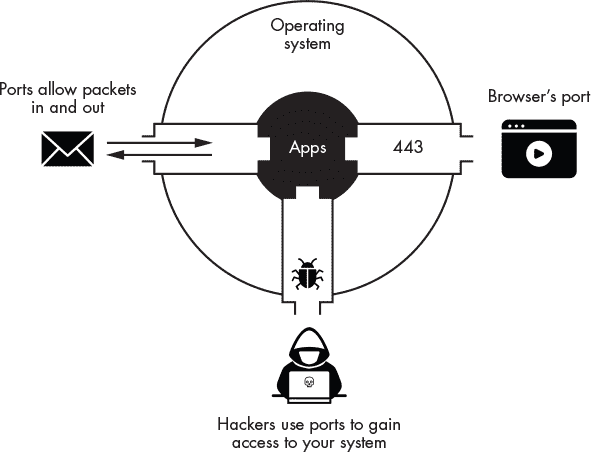 Operating
system
Ports allow packets
in and out
Browser's port
Apps
443
Hackers use ports to gain
access to your system